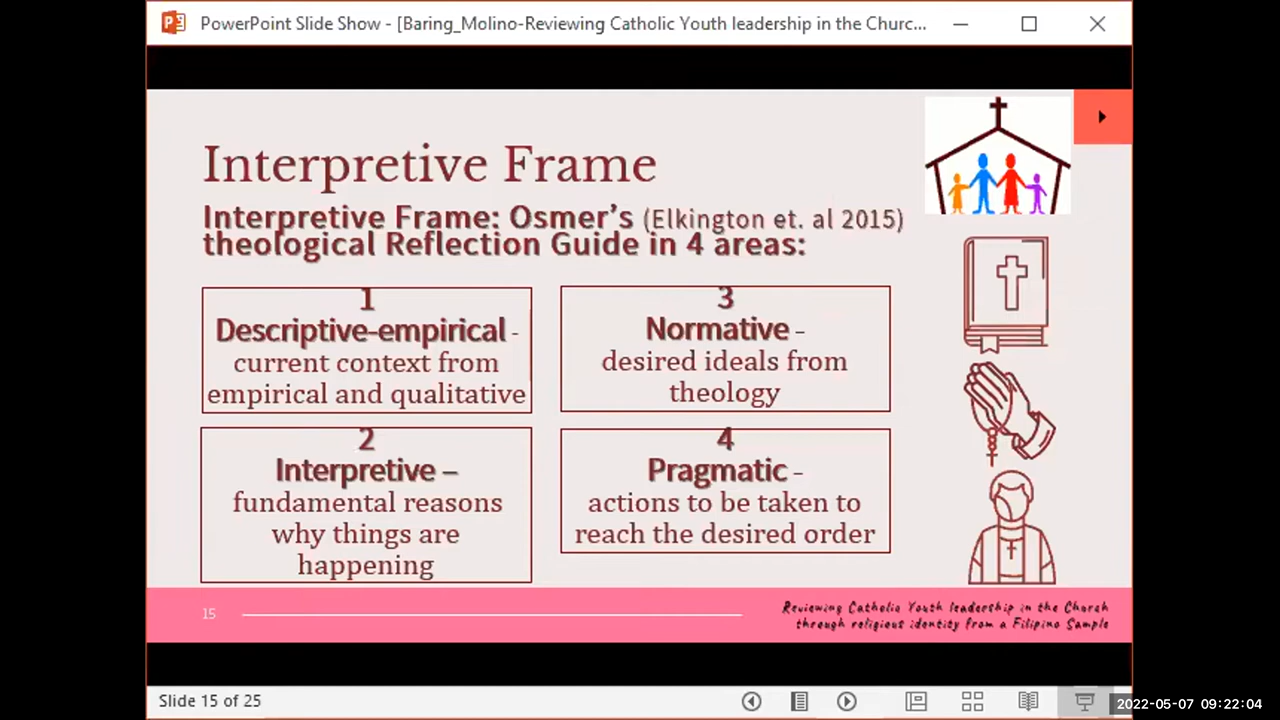 PowerPoint Slide Show - [Baring_Molino-Reviewing Catholic Youth leadership in the Churc...
Interpretive Frame
Interpretive Frame: Osmer's (Elkington et. al 2015)
theological Reflection Guide in 4 areas:
1
Descriptive-empirical -
current context from
empirical and qualitative
2
Interpretive –
fundamental reasons
why things are
happening
3
Normative –
desired ideals from
theology
4
Pragmatic –
actions to be taken to
reach the desired order
15
Reviewing Catholic Youth leadership in the Church
through religious identity from a Filipino Sample
Slide 15 of 25
2022-05-07 09:22:04